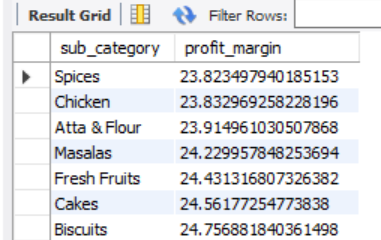 Result Grid Filter Rows:
sub_category profit_margin
Spices 23.823497940185153
Chicken 23.832969258228196
Atta & Flour 23.914961030507868
Masalas 24.229957848253694
Fresh Fruits 24.431316807326382
Cakes 24.56177254773838
Biscuits 24.756881840361498